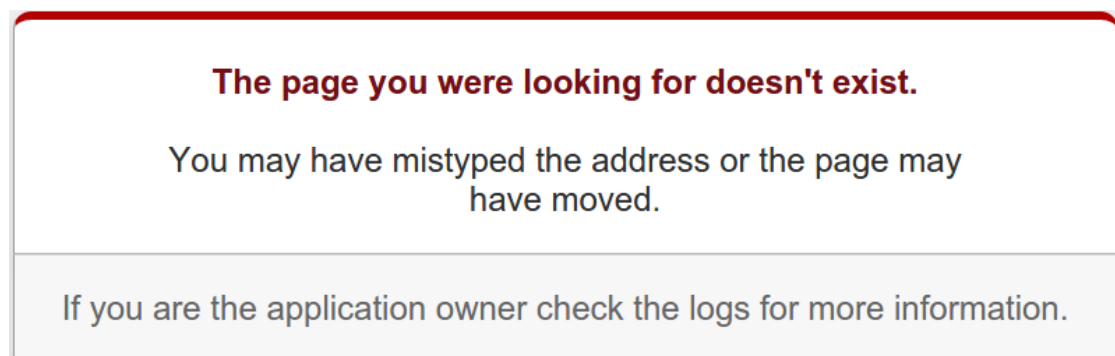 The page you were looking for doesn't exist.
You may have mistyped the address or the page may
have moved.
If you are the application owner check the logs for more information.